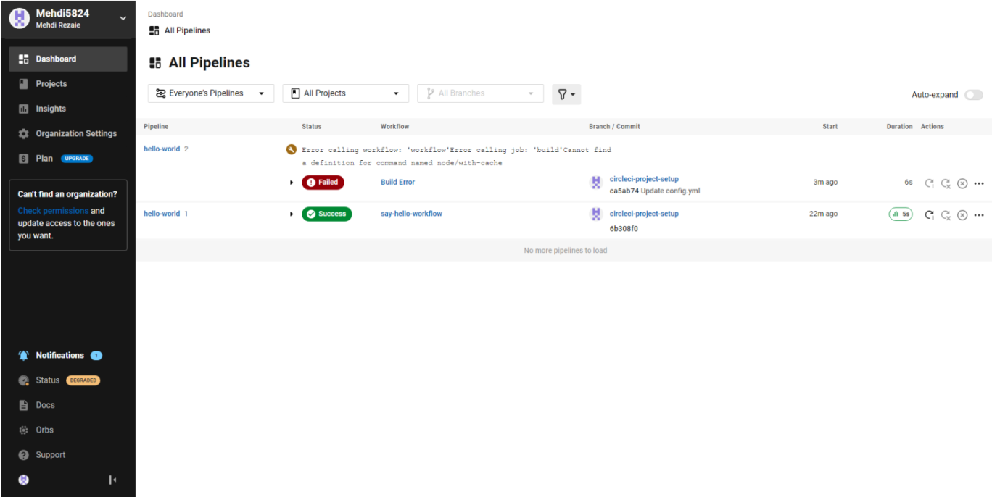 Mehdi5824
Mehdi Rezaie
Dashboard
Projects
Insights
Organization Settings
Plan UPGRADE
Can't find an organization?
Check permissions and
update access to the ones
you want.
Notifications 1
Status DEGRADED
Docs
Orbs
Support
Dashboard
All Pipelines
All Pipelines
Everyone's Pipelines All Projects All Branches Auto-expand
Pipeline Status Workflow Branch / Commit Start Duration Actions
hello-world 2 Error calling workflow: 'workflow'Error calling job: 'build'Cannot find
a definition for command named node/with-cache
Failed Build Error circleci-project-setup 3m ago 6s
ca5ab74 Update config.yml
hello-world 1 Success say-hello-workflow circleci-project-setup 22m ago 5s
6b308f0
No more pipelines to load